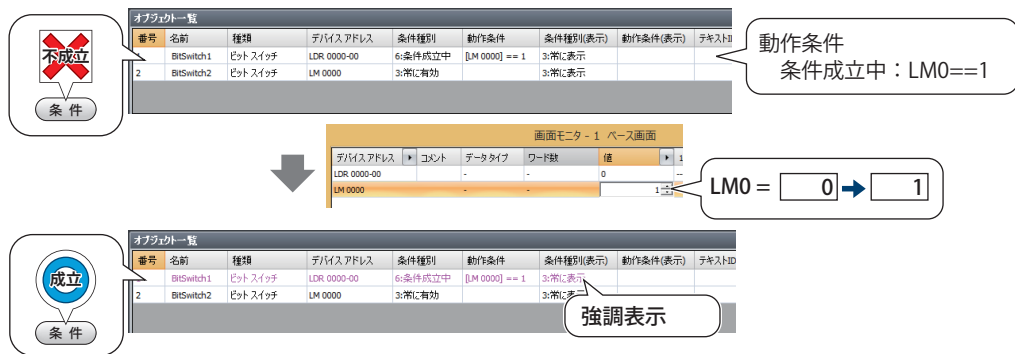 オブジェクト一覧
番号 名前 種類 デバイスアドレス 条件種別 動作条件 条件種別(表示) 動作条件(表示) テキストID
BitSwitch1 ビットスイッチ LDR 0000-00 6:条件成立中 [LM 0000] == 1 3:常に表示
2 BitSwitch2 ビットスイッチ LM 0000 3:常に有効 3:常に表示
不成立
条件
動作条件
条件成立中：LM0==1
画面モニタ - 1 ベース画面
デバイスアドレス コメント データタイプ ワード数 値 1
LDR 0000-00 - - 0 --
LM 0000 - - 1
LM0 = 0 → 1
オブジェクト一覧
番号 名前 種類 デバイスアドレス 条件種別 動作条件 条件種別(表示) 動作条件(表示) テキストID
BitSwitch1 ビットスイッチ LDR 0000-00 6:条件成立中 [LM 0000] == 1 3:常に表示
2 BitSwitch2 ビットスイッチ LM 0000 3:常に有効 3:常に表示
成立
条件
強調表示